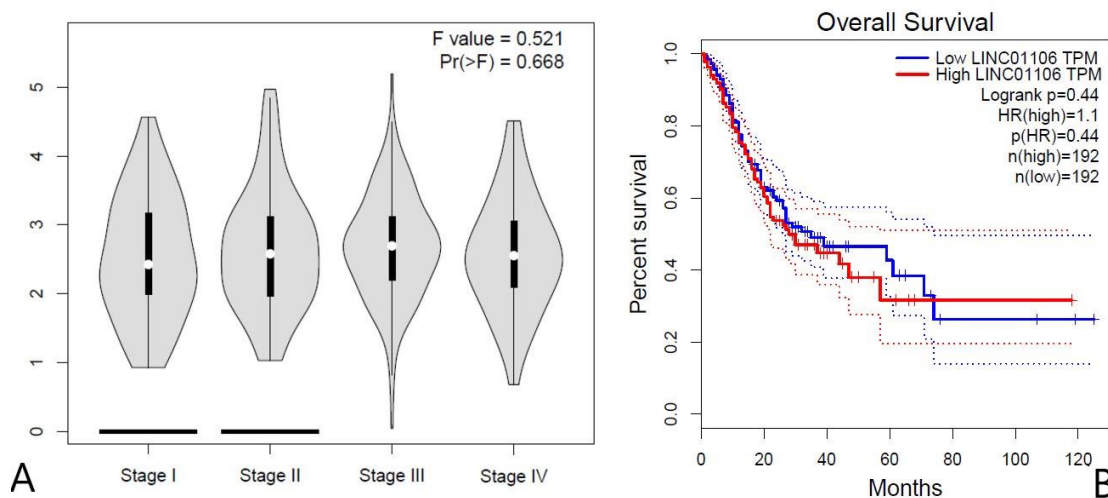 F value = 0.521
Pr(>F) = 0.668
5
4
3
2
1
0
Stage I
Stage II
Stage III
Stage IV
A
Overall Survival
Low LINC01106 TPM
High LINC01106 TPM
Logrank p=0.44
HR(high)=1.1
p(HR)=0.44
n(high)=192
n(low)=192
Percent survival
1.0
0.8
0.6
0.4
0.2
0.0
0
20
40
60
80
100
120
Months
B